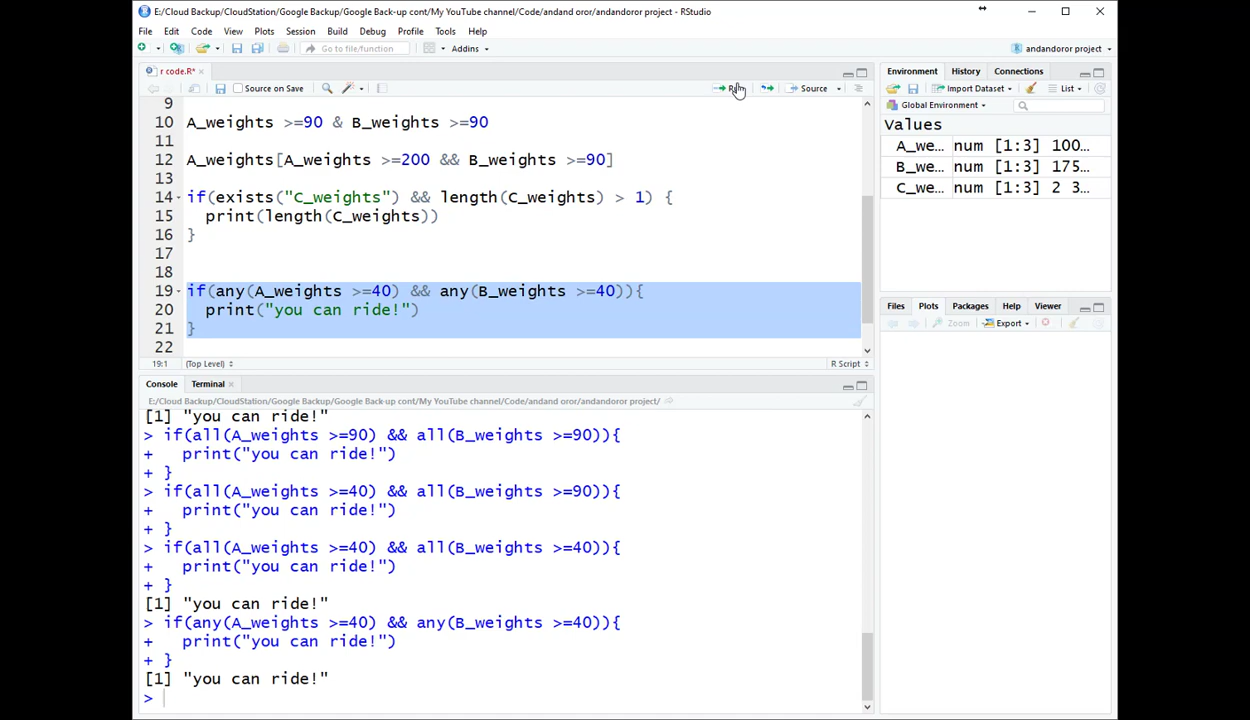 E:/Cloud Backup/CloudStation/Google Backup/Google Back-up cont/My YouTube channel/Code/andand oror/andandoror project - RStudio
File Edit Code View Plots Session Build Debug Profile Tools Help
Go to file/function Addins andandoror project
r code.R*
Source on Save Source
9
10 A_weights >=90 & B_weights >=90
11
12 A_weights[A_weights >=200 && B_weights >=90]
13
14 if(exists("C_weights") && length(C_weights) > 1) {
15 print(length(C_weights))
16 }
17
18
19 if(any(A_weights >=40) && any(B_weights >=40)){
20 print("you can ride!")
21 }
22
19:1 (Top Level) R Script
Console Terminal
E:/Cloud Backup/CloudStation/Google Backup/Google Back-up cont/My YouTube channel/Code/andand oror/andandoror project/
[1] "you can ride!"
> if(all(A_weights >=90) && all(B_weights >=90)){
+ print("you can ride!")
+ }
> if(all(A_weights >=40) && all(B_weights >=90)){
+ print("you can ride!")
+ }
> if(all(A_weights >=40) && all(B_weights >=40)){
+ print("you can ride!")
+ }
[1] "you can ride!"
> if(any(A_weights >=40) && any(B_weights >=40)){
+ print("you can ride!")
+ }
[1] "you can ride!"
>
Environment History Connections
Import Dataset List
Global Environment
Values
A_we... num [1:3] 100...
B_we... num [1:3] 175...
C_we... num [1:3] 2 3...
Files Plots Packages Help Viewer
Zoom Export